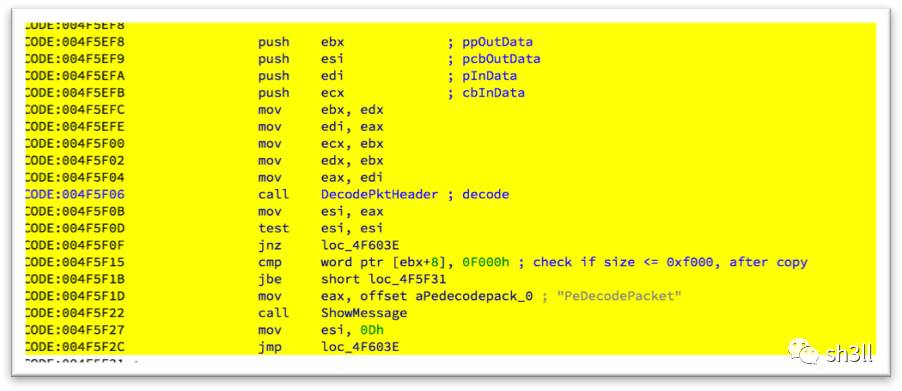 CODE:004F5EF8
CODE:004F5EF8 push ebx ; ppOutData
CODE:004F5EF9 push esi ; pcbOutData
CODE:004F5EFA push edi ; pInData
CODE:004F5EFB push ecx ; cbInData
CODE:004F5EFC mov ebx, edx
CODE:004F5EFE mov edi, eax
CODE:004F5F00 mov ecx, ebx
CODE:004F5F02 mov edx, ebx
CODE:004F5F04 mov eax, edi
CODE:004F5F06 call DecodePktHeader ; decode
CODE:004F5F0B mov esi, eax
CODE:004F5F0D test esi, esi
CODE:004F5F0F jnz loc_4F603E
CODE:004F5F15 cmp word ptr [ebx+8], 0F000h ; check if size <= 0xf000, after copy
CODE:004F5F1B jbe short loc_4F5F31
CODE:004F5F1D mov eax, offset aPedecodepack_0 ; "PeDecodePacket"
CODE:004F5F22 call ShowMessage
CODE:004F5F27 mov esi, 0Dh
CODE:004F5F2C jmp loc_4F603E
sh3ll